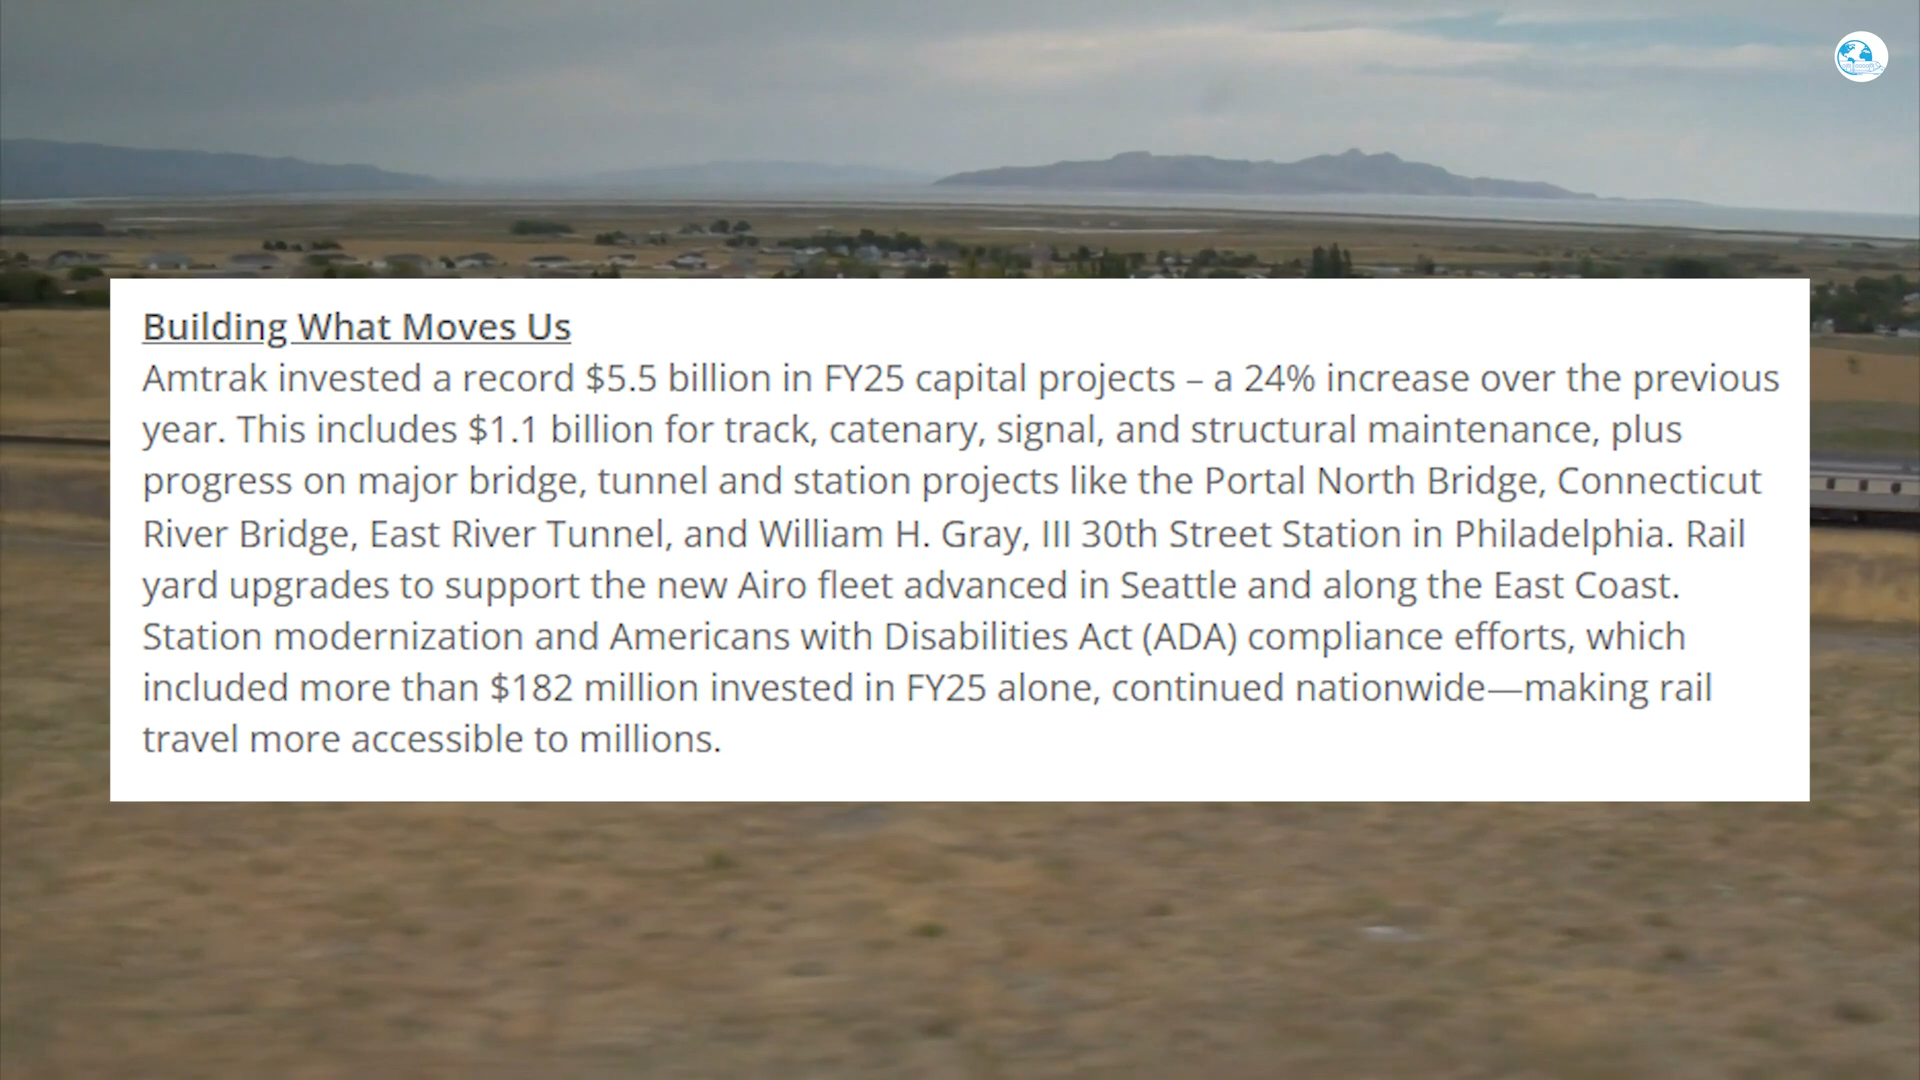 Building What Moves Us
Amtrak invested a record $5.5 billion in FY25 capital projects – a 24% increase over the previous
year. This includes $1.1 billion for track, catenary, signal, and structural maintenance, plus
progress on major bridge, tunnel and station projects like the Portal North Bridge, Connecticut
River Bridge, East River Tunnel, and William H. Gray, III 30th Street Station in Philadelphia. Rail
yard upgrades to support the new Airo fleet advanced in Seattle and along the East Coast.
Station modernization and Americans with Disabilities Act (ADA) compliance efforts, which
included more than $182 million invested in FY25 alone, continued nationwide—making rail
travel more accessible to millions.